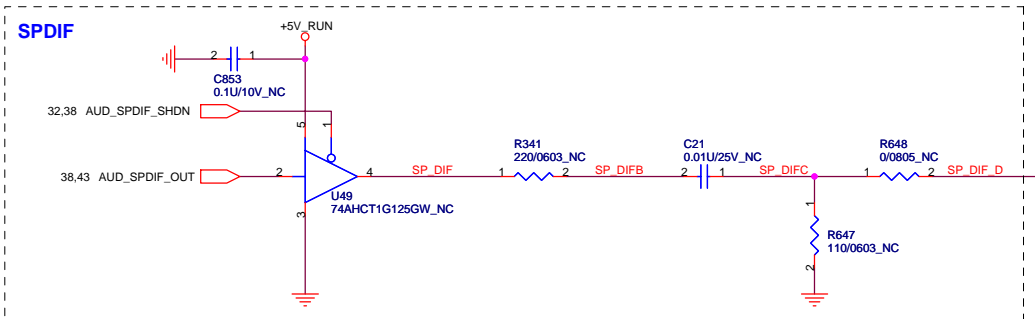 SPDIF
+5V_RUN
2
1
C853
0.1U/10V_NC
32,38 AUD_SPDIF_SHDN
5
1
R341
220/0603_NC
C21
0.01U/25V_NC
R648
0/0805_NC
38,43 AUD_SPDIF_OUT
2
4
SP_DIF
1
2
SP_DIFB
2
1
SP_DIFC
1
2
SP_DIF_D
U49
74AHCT1G125GW_NC
3
1
R647
110/0603_NC
2